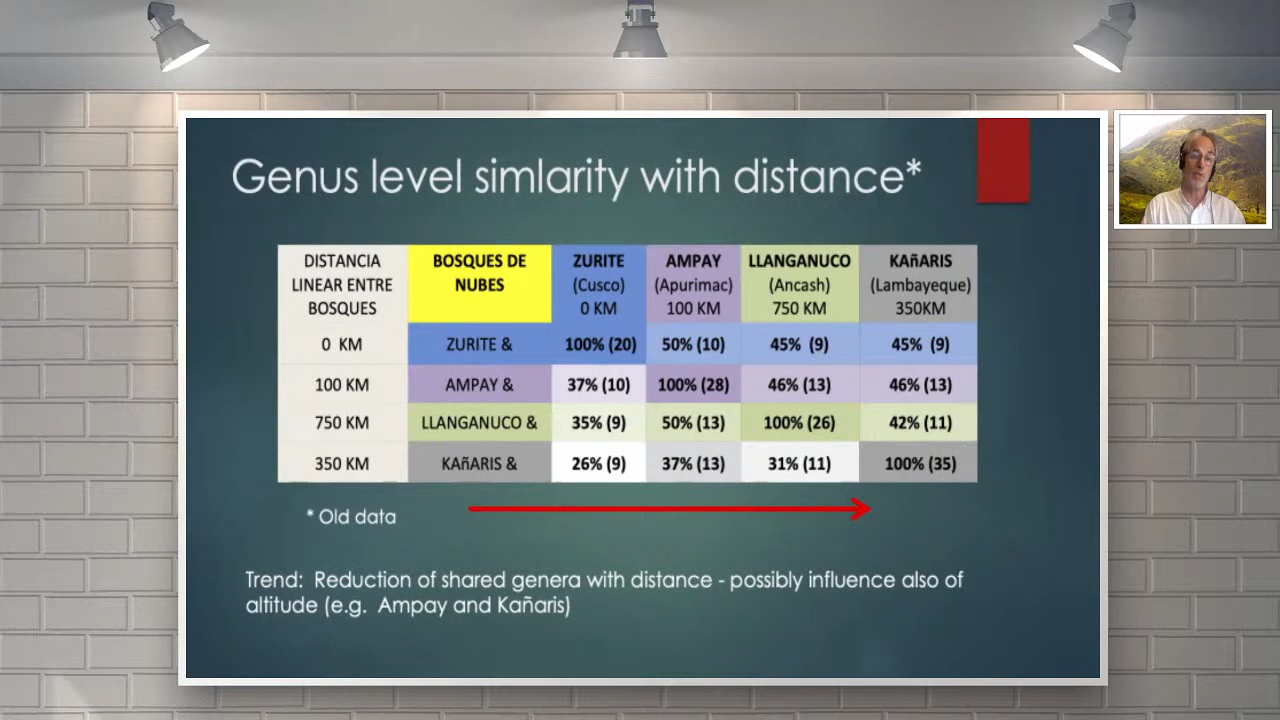 Genus level simlarity with distance*
DISTANCIA LINEAR ENTRE BOSQUES	BOSQUES DE NUBES	ZURITE (Cusco) 0 KM	AMPAY (Apurimac) 100 KM	LLANGANUCO (Ancash) 750 KM	KAñARIS (Lambayeque) 350KM
0 KM	ZURITE &	100% (20)	50% (10)	45% (9)	45% (9)
100 KM	AMPAY &	37% (10)	100% (28)	46% (13)	46% (13)
750 KM	LLANGANUCO &	35% (9)	50% (13)	100% (26)	42% (11)
350 KM	KAñARIS &	26% (9)	37% (13)	31% (11)	100% (35)
* Old data
Trend: Reduction of shared genera with distance - possibly influence also of
altitude (e.g. Ampay and Kañaris)